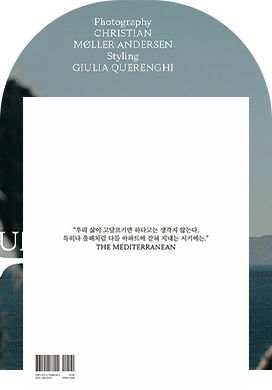 Photography
CHRISTIAN
MØLLER ANDERSEN
Styling
GIULIA QUERENGHI
“우리 삶이 고달프기만 하다고는 생각지 않는다.
특히나 올해처럼 다들 아파트에 갇혀 지내는 시기에는.”
THE MEDITERRANEAN